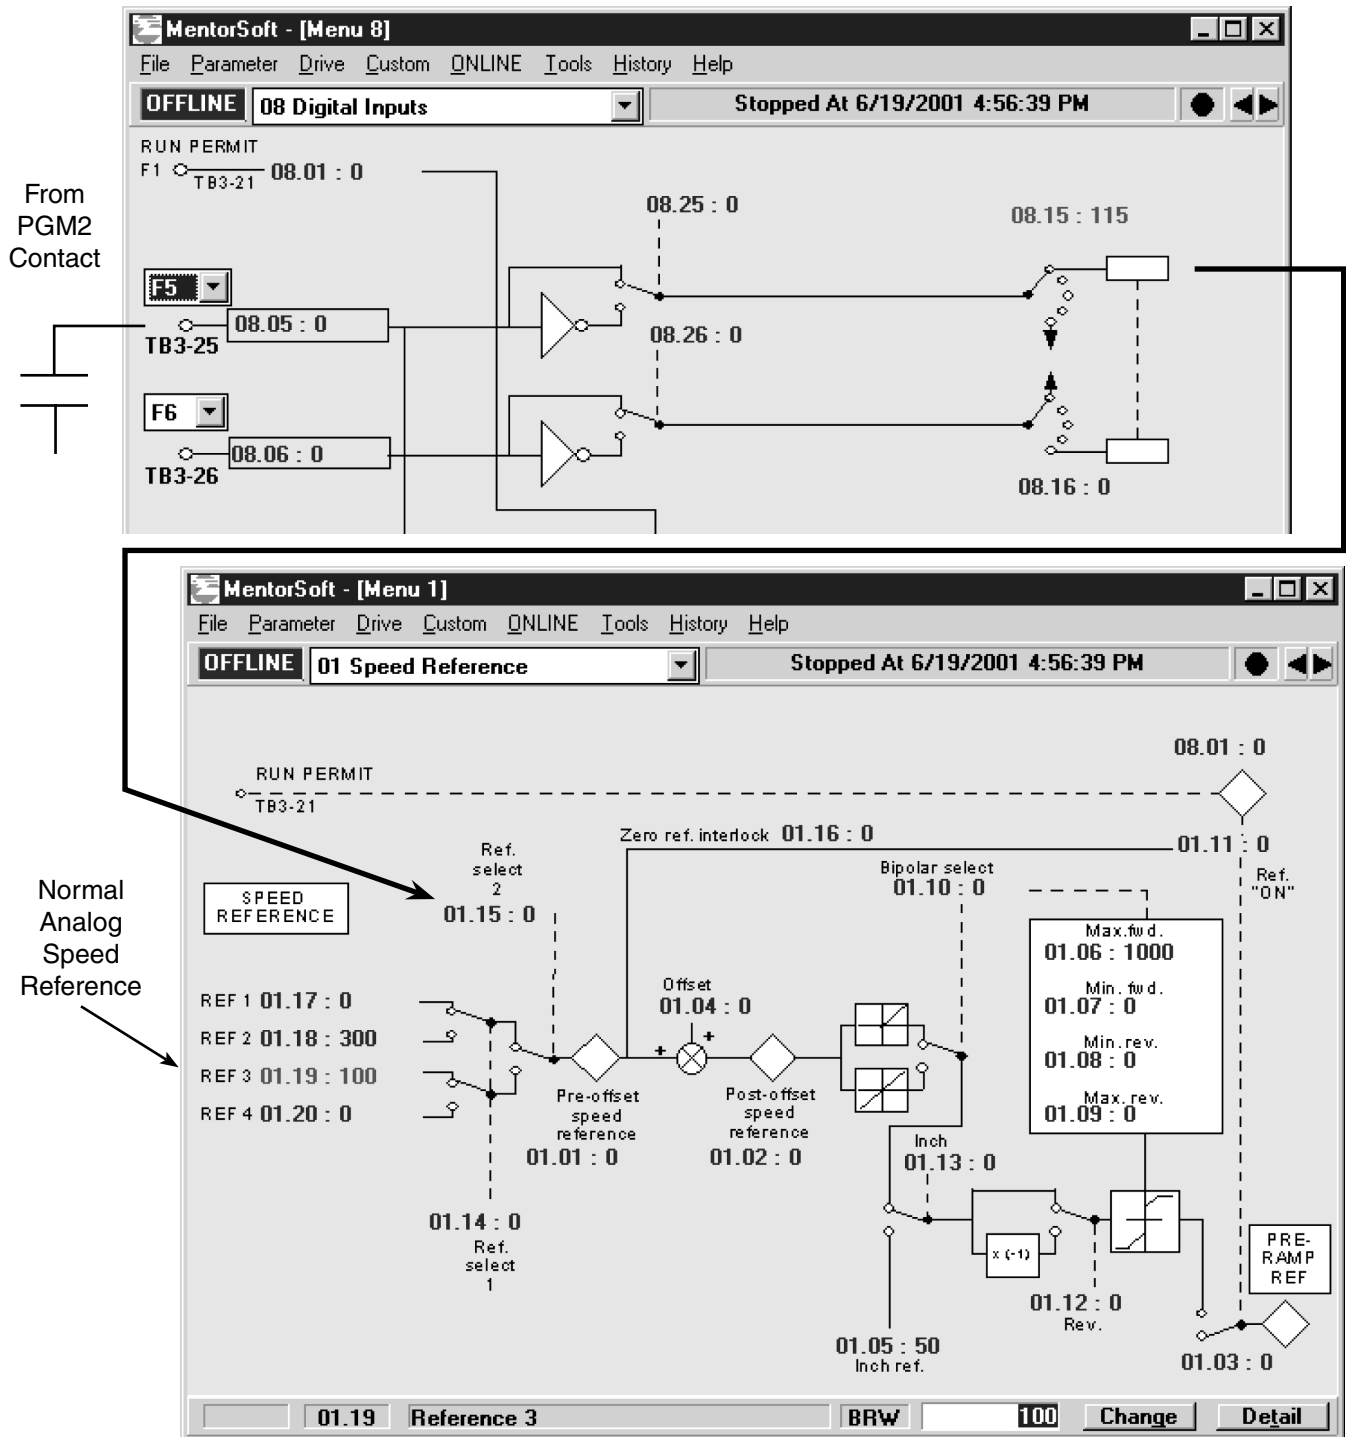 MentorSoft - [Menu 8]
File Parameter Drive Custom ONLINE Tools History Help
OFFLINE 08 Digital Inputs Stopped At 6/19/2001 4:56:39 PM
RUN PERMIT
F1 TB3-21 08.01 : 0
From
PGM2
Contact
08.25 : 0
08.15 : 115
F5
08.05 : 0
TB3-25
08.26 : 0
F6
08.06 : 0
TB3-26
08.16 : 0
MentorSoft - [Menu 1]
File Parameter Drive Custom ONLINE Tools History Help
OFFLINE 01 Speed Reference Stopped At 6/19/2001 4:56:39 PM
08.01 : 0
RUN PERMIT
TB3-21
Zero ref. interlock 01.16 : 0
01.11 : 0
Ref.
"ON"
Ref.
select
2
01.15 : 0
Bipolar select
01.10 : 0
Normal
Analog
Speed
Reference
SPEED
REFERENCE
Max.fwd.
01.06 : 1000
Min. fwd.
01.07 : 0
Min.rev.
01.08 : 0
Max.rev.
01.09 : 0
Offset
01.04 : 0
REF 1 01.17 : 0
REF 2 01.18 : 300
REF 3 01.19 : 100
REF 4 01.20 : 0
+
+
Pre-offset
speed
reference
01.01 : 0
Post-offset
speed
reference
01.02 : 0
Inch
01.13 : 0
01.14 : 0
Ref.
select
1
x (-1)
PRE-
RAMP
REF
01.12 : 0
Rev.
01.05 : 50
Inch ref.
01.03 : 0
01.19 Reference 3 BRW 100 Change Detail